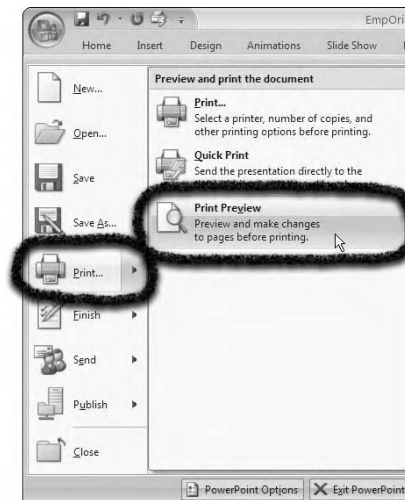 EmpOri
Home Insert Design Animations Slide Show
Preview and print the document
New...
Print...
Select a printer, number of copies, and
other printing options before printing.
Open...
Quick Print
Send the presentation directly to the
Save
Print Preview
Preview and make changes
to pages before printing.
Save As...
Print...
Finish
Send
Publish
Close
PowerPoint Options Exit PowerPoint